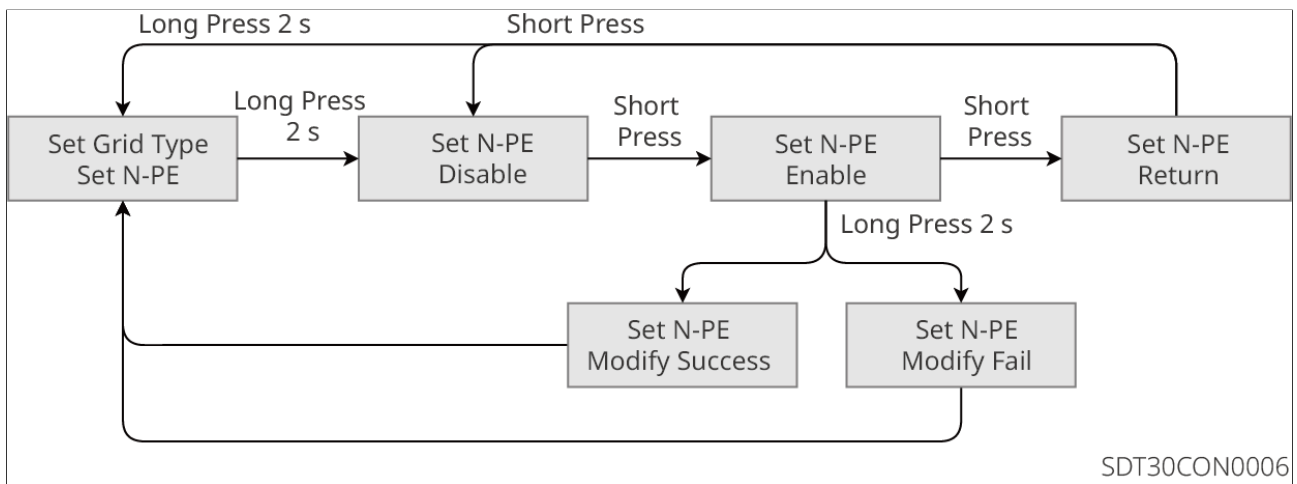 Long Press 2 s
Short Press
Long Press
2 s
Short
Press
Short
Press
Set Grid Type
Set N-PE
Set N-PE
Disable
Set N-PE
Enable
Set N-PE
Return
Long Press 2 s
Set N-PE
Modify Success
Set N-PE
Modify Fail
SDT30CON0006